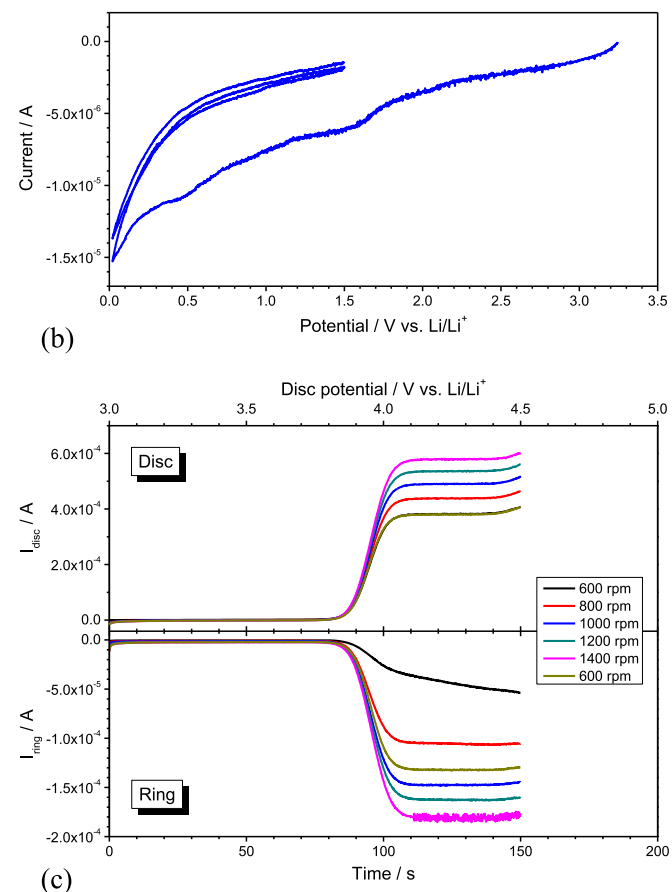 0.0
-5.0x10⁻⁶
-1.0x10⁻⁵
-1.5x10⁻⁵
Current / A
0.0 0.5 1.0 1.5 2.0 2.5 3.0 3.5
Potential / V vs. Li/Li⁺
(b)
Disc potential / V vs. Li/Li⁺
3.0 3.5 4.0 4.5 5.0
Disc
6.0x10⁻⁴
4.0x10⁻⁴
2.0x10⁻⁴
0.0
I_disc / A
600 rpm
800 rpm
1000 rpm
1200 rpm
1400 rpm
600 rpm
0.0
-5.0x10⁻⁵
-1.0x10⁻⁴
-1.5x10⁻⁴
-2.0x10⁻⁴
I_ring / A
Ring
0 50 100 150 200
Time / s
(c)